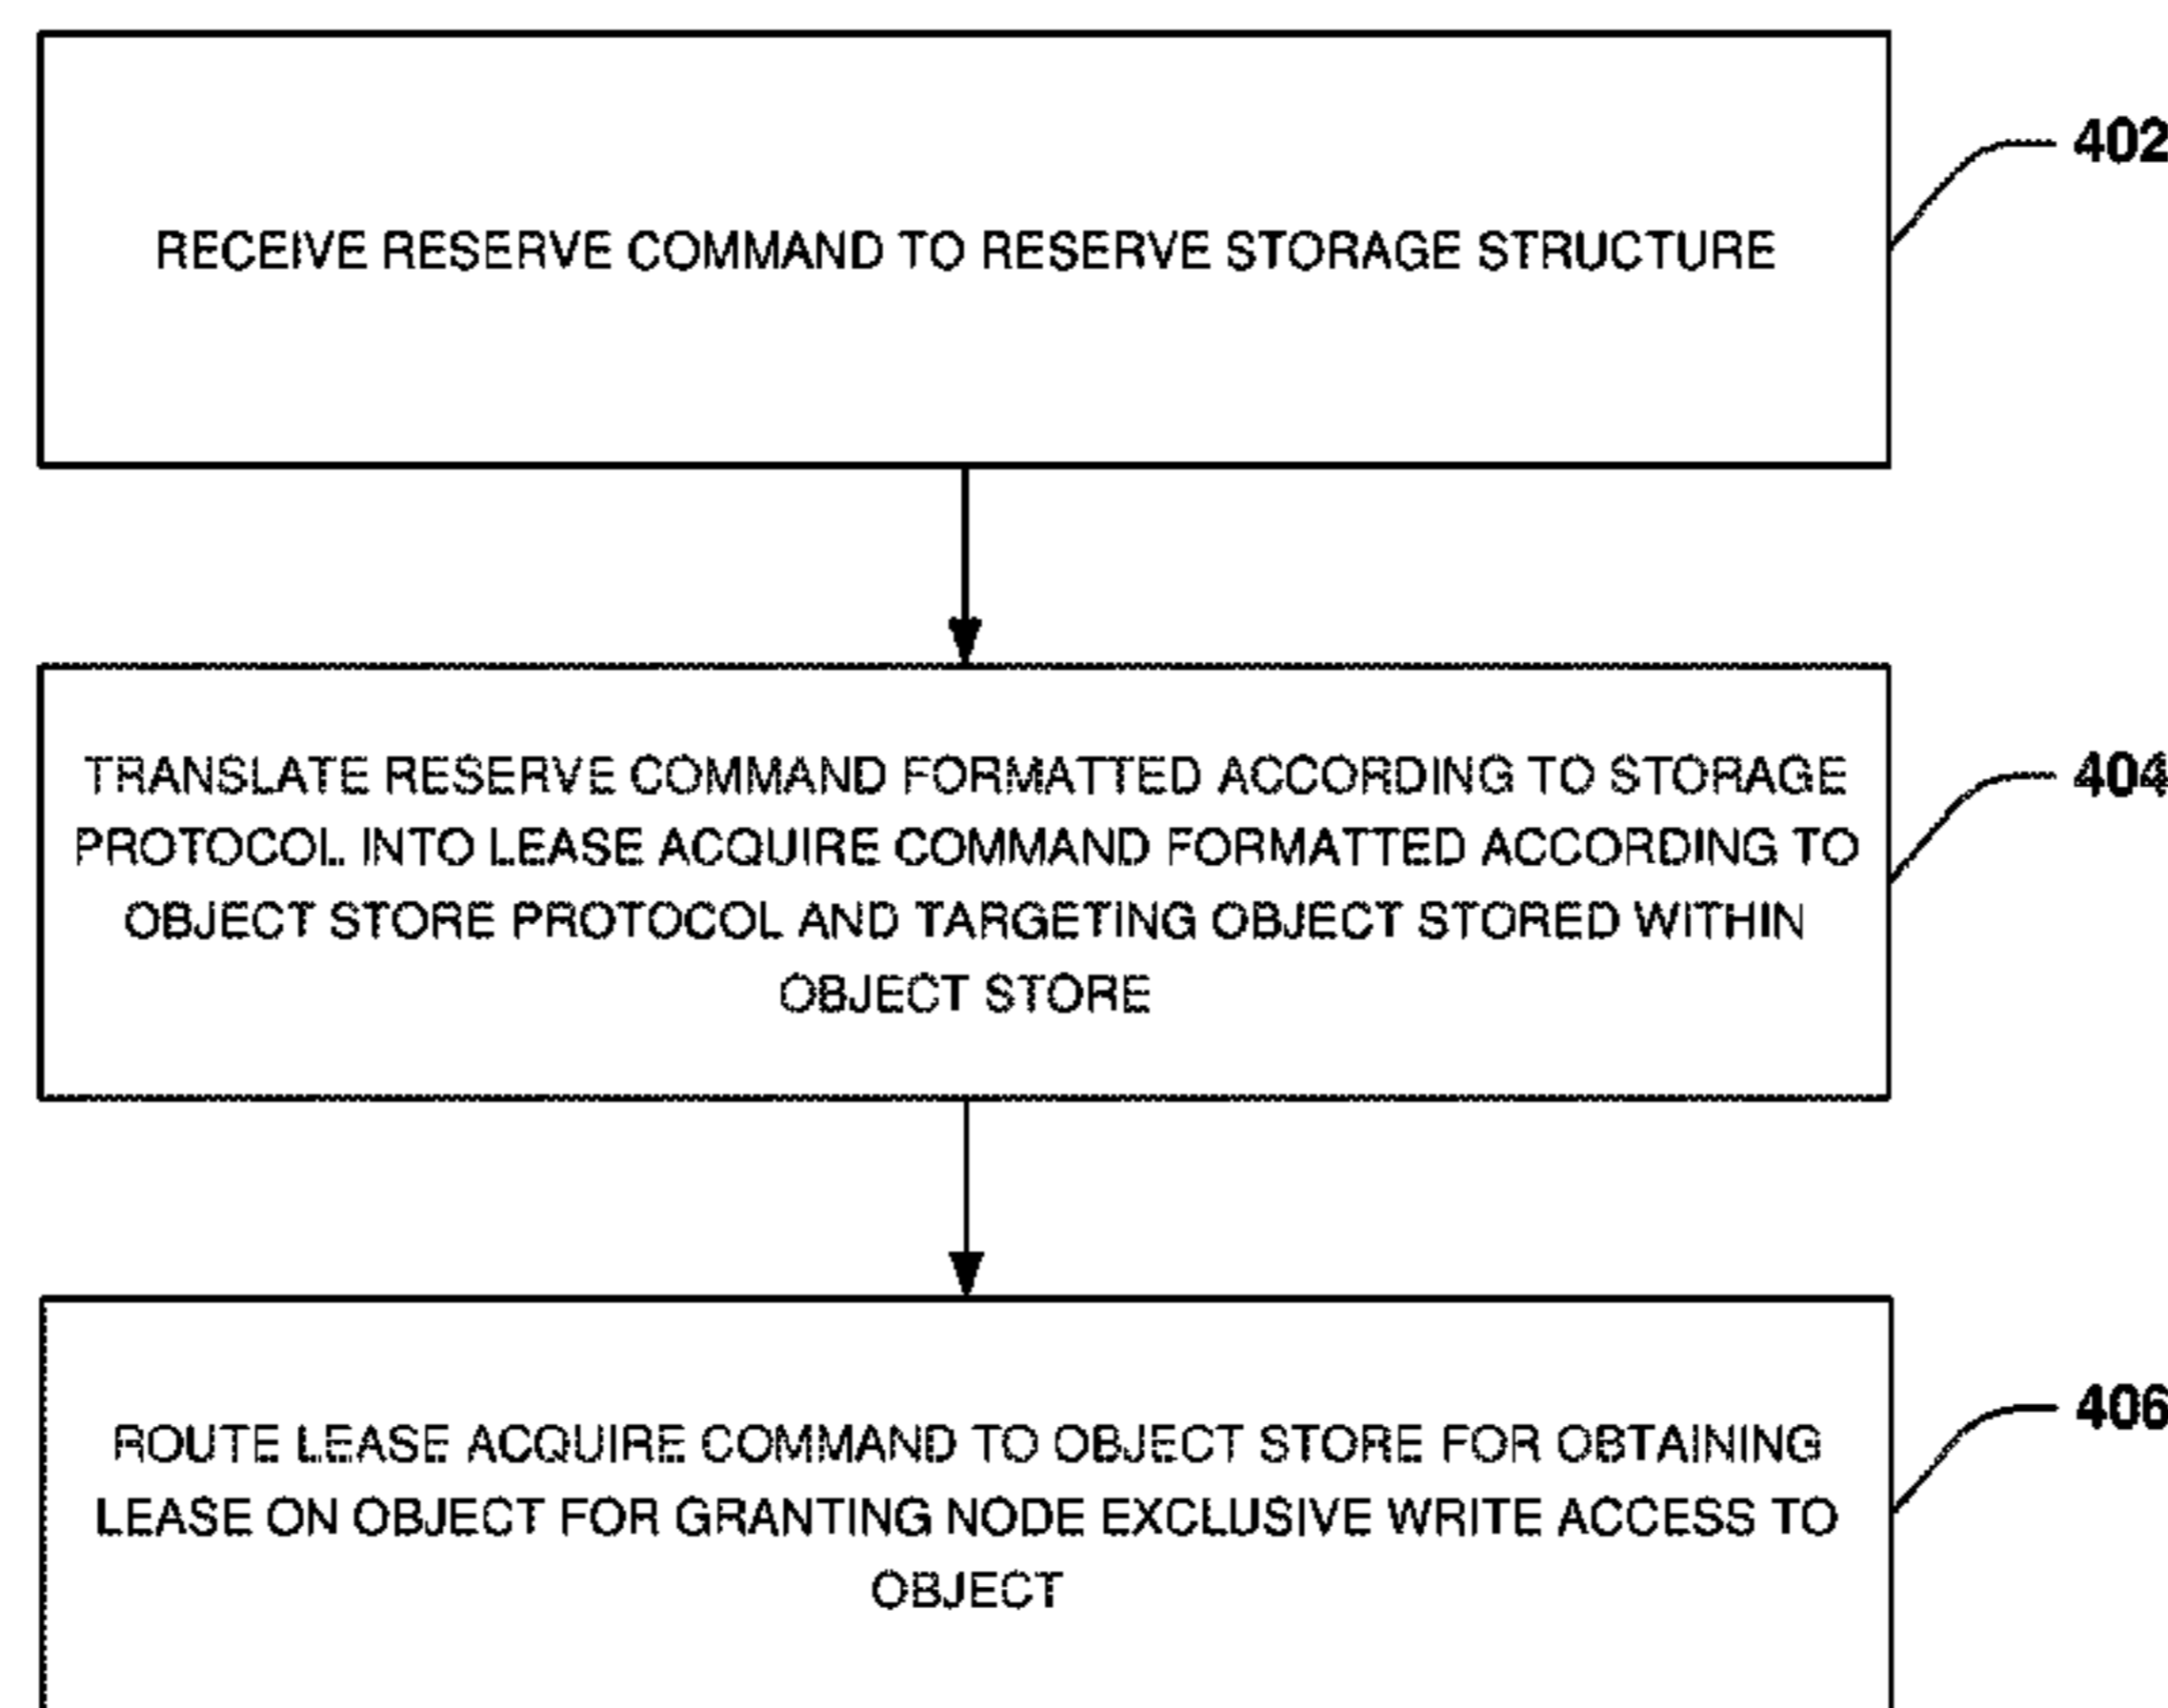 402
RECEIVE RESERVE COMMAND TO RESERVE STORAGE STRUCTURE
TRANSLATE RESERVE COMMAND FORMATTED ACCORDING TO STORAGE
404
PROTOCOL INTO LEASE ACQUIRE COMMAND FORMATTED ACCORDING TO
OBJECT STORE PROTOCOL AND TARGETING OBJECT STORED WITHIN
OBJECT STORE
406
ROUTE LEASE ACQUIRE COMMAND TO OBJECT STORE FOR OBTAINING
LEASE ON OBJECT FOR GRANTING NODE EXCLUSIVE WRITE ACCESS TO
OBJECT